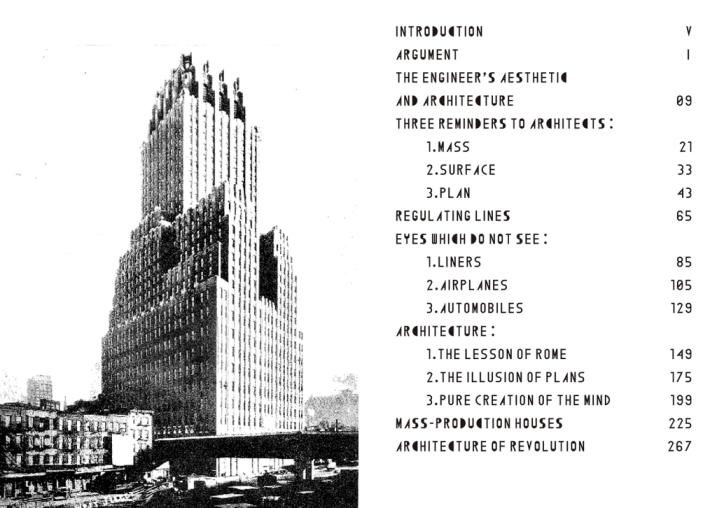 INTRODUCTION V
ARGUMENT I
THE ENGINEER'S AESTHETIC
AND ARCHITECTURE 09
THREE REMINDERS TO ARCHITECTS:
1.MASS 21
2.SURFACE 33
3.PLAN 43
REGULATING LINES 65
EYES WHICH DO NOT SEE:
1.LINERS 85
2.AIRPLANES 105
3.AUTOMOBILES 129
ARCHITECTURE:
1.THE LESSON OF ROME 149
2.THE ILLUSION OF PLANS 175
3.PURE CREATION OF THE MIND 199
MASS-PRODUCTION HOUSES 225
ARCHITECTURE OF REVOLUTION 267